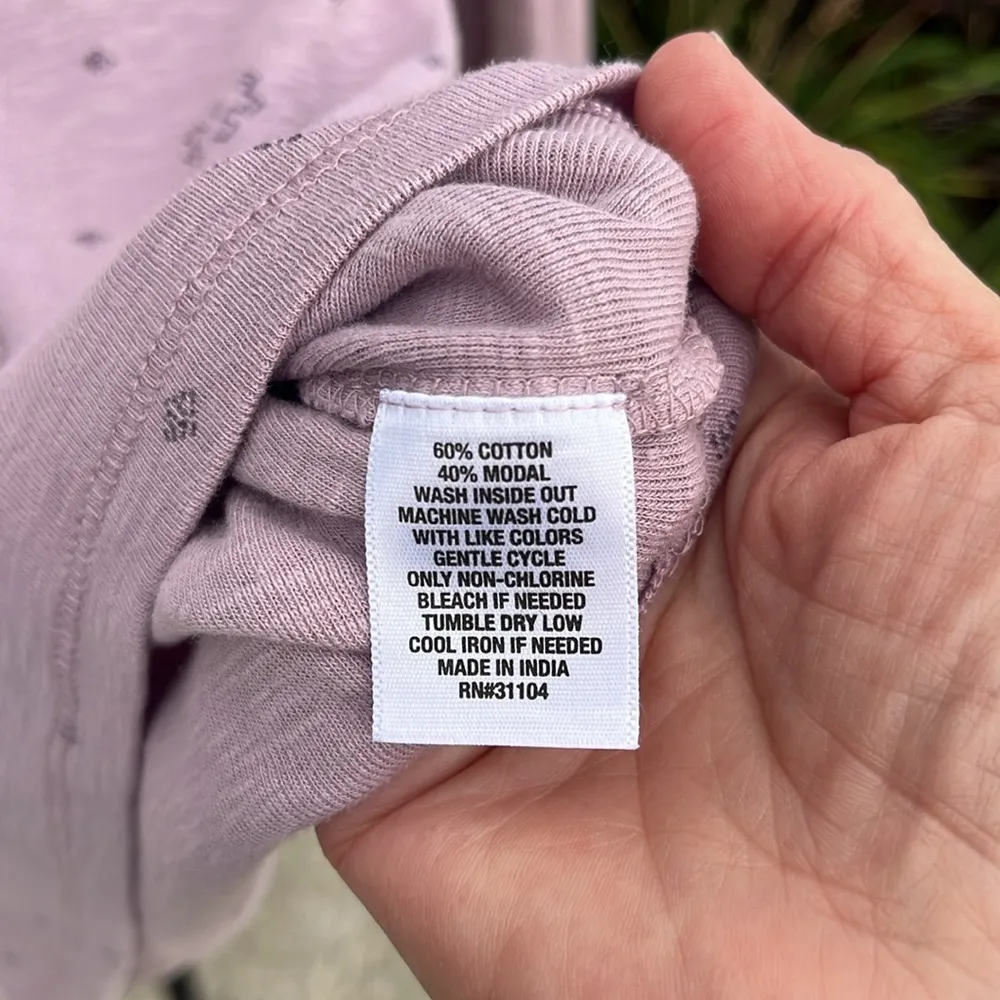 60% COTTON
40% MODAL
WASH INSIDE OUT
MACHINE WASH COLD
WITH LIKE COLORS
GENTLE CYCLE
ONLY NON-CHLORINE
BLEACH IF NEEDED
TUMBLE DRY LOW
COOL IRON IF NEEDED
MADE IN INDIA
RN#31104